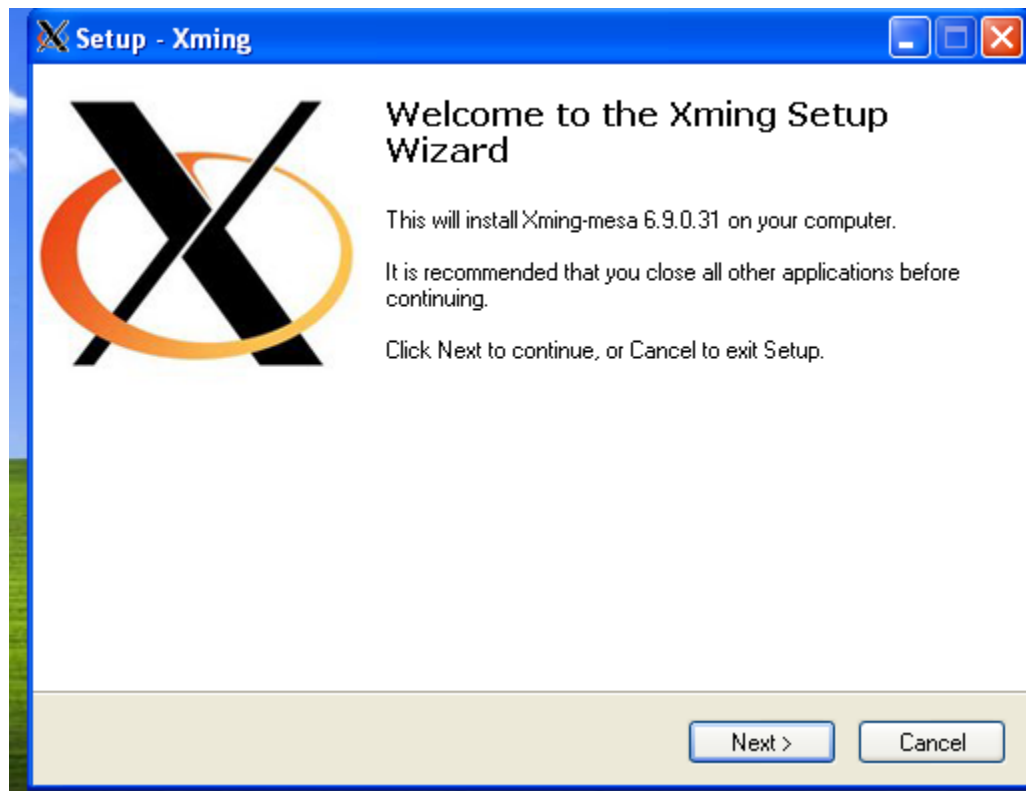 Setup - Xming
Welcome to the Xming Setup
Wizard
This will install Xming-mesa 6.9.0.31 on your computer.
It is recommended that you close all other applications before
continuing.
Click Next to continue, or Cancel to exit Setup.
Next >
Cancel